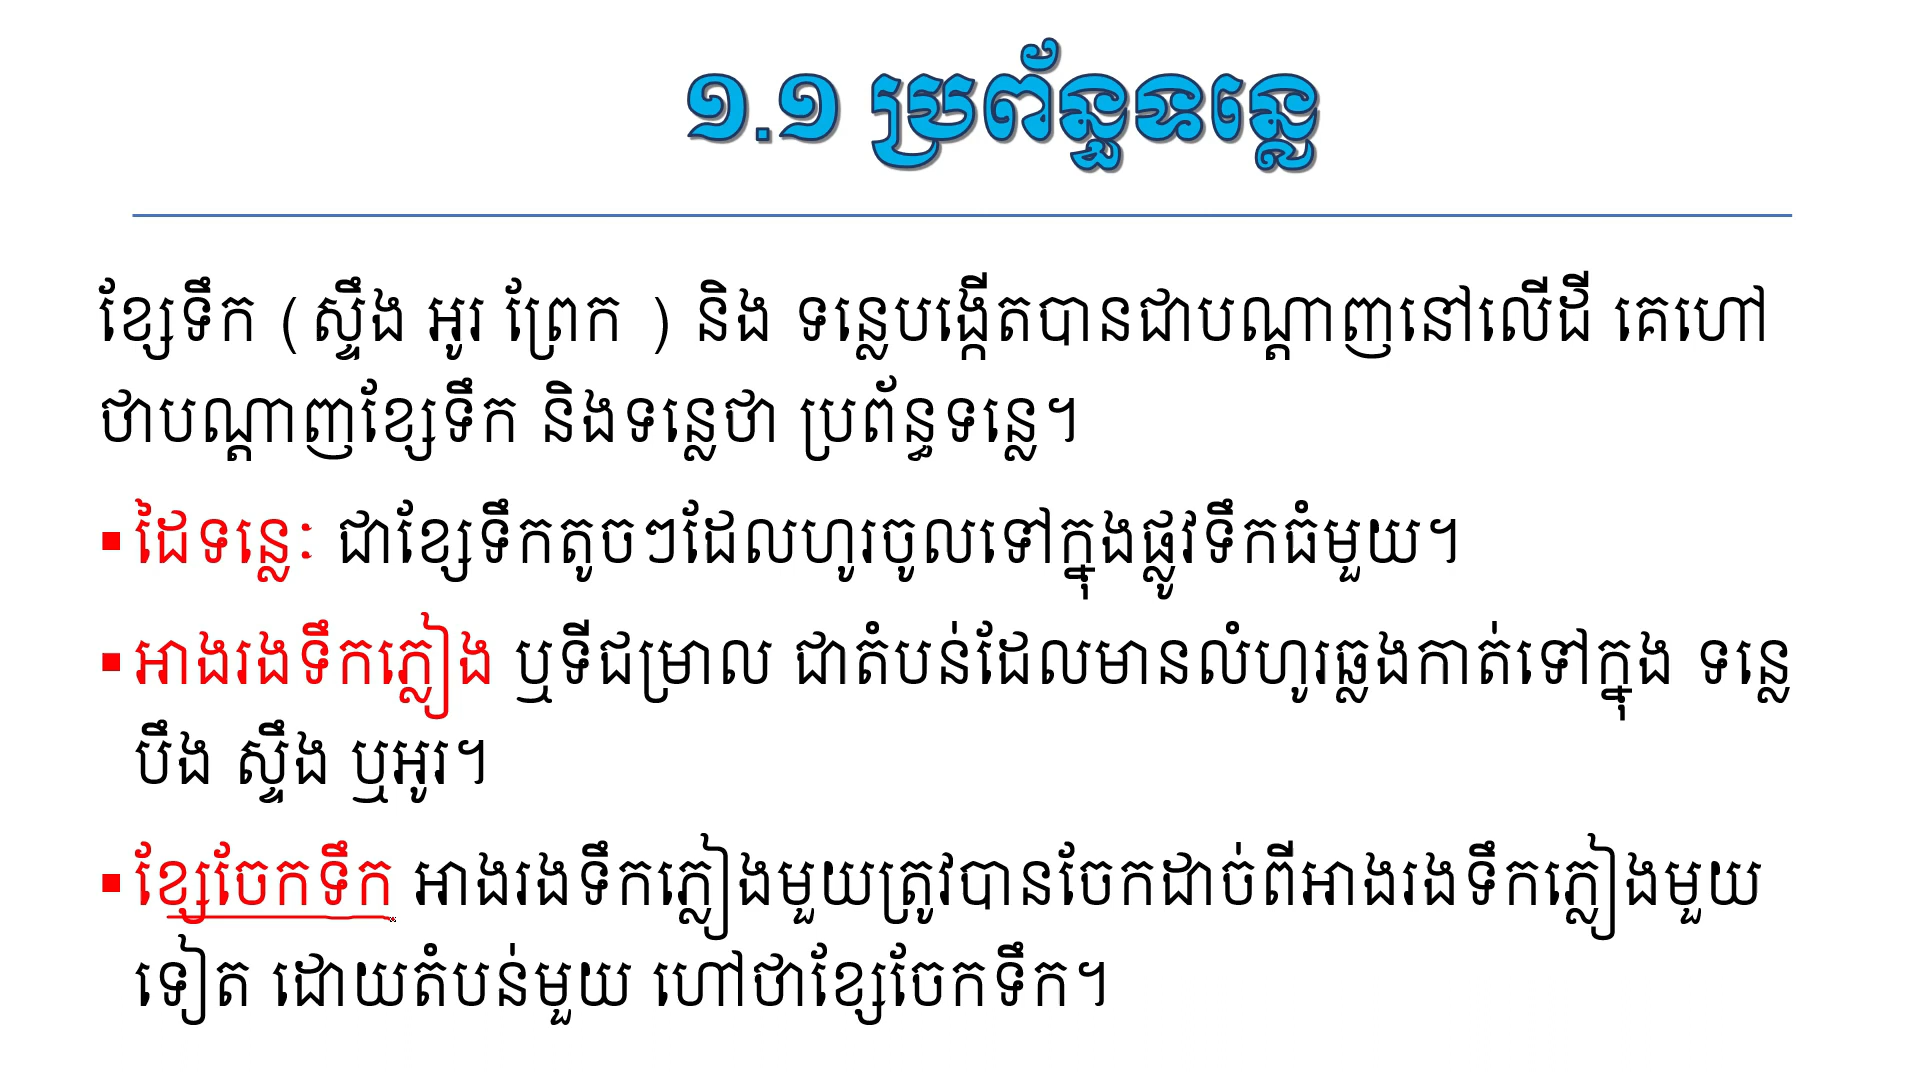 ១.១ ប្រព័ន្ធទន្លេ
ខ្សែទឹក (ស្ទឹង អូរ ព្រែក ) និង ទន្លេបង្កើតបានជាបណ្តាញនៅលើដី គេហៅ
ថាបណ្តាញខ្សែទឹក និងទន្លេថា ប្រព័ន្ធទន្លេ។
▪ដៃទន្លេ: ជាខ្សែទឹកតូចៗដែលហូរចូលទៅក្នុងផ្លូវទឹកធំមួយ។
▪អាងរងទឹកភ្លៀង ឬទីជម្រាល ជាតំបន់ដែលមានលំហូរឆ្លងកាត់ទៅក្នុង ទន្លេ
បឹង ស្ទឹង ឬអូរ។
▪ខ្សែចែកទឹក អាងរងទឹកភ្លៀងមួយត្រូវបានចែកដាច់ពីអាងរងទឹកភ្លៀងមួយ
ទៀត ដោយតំបន់មួយ ហៅថាខ្សែចែកទឹក។